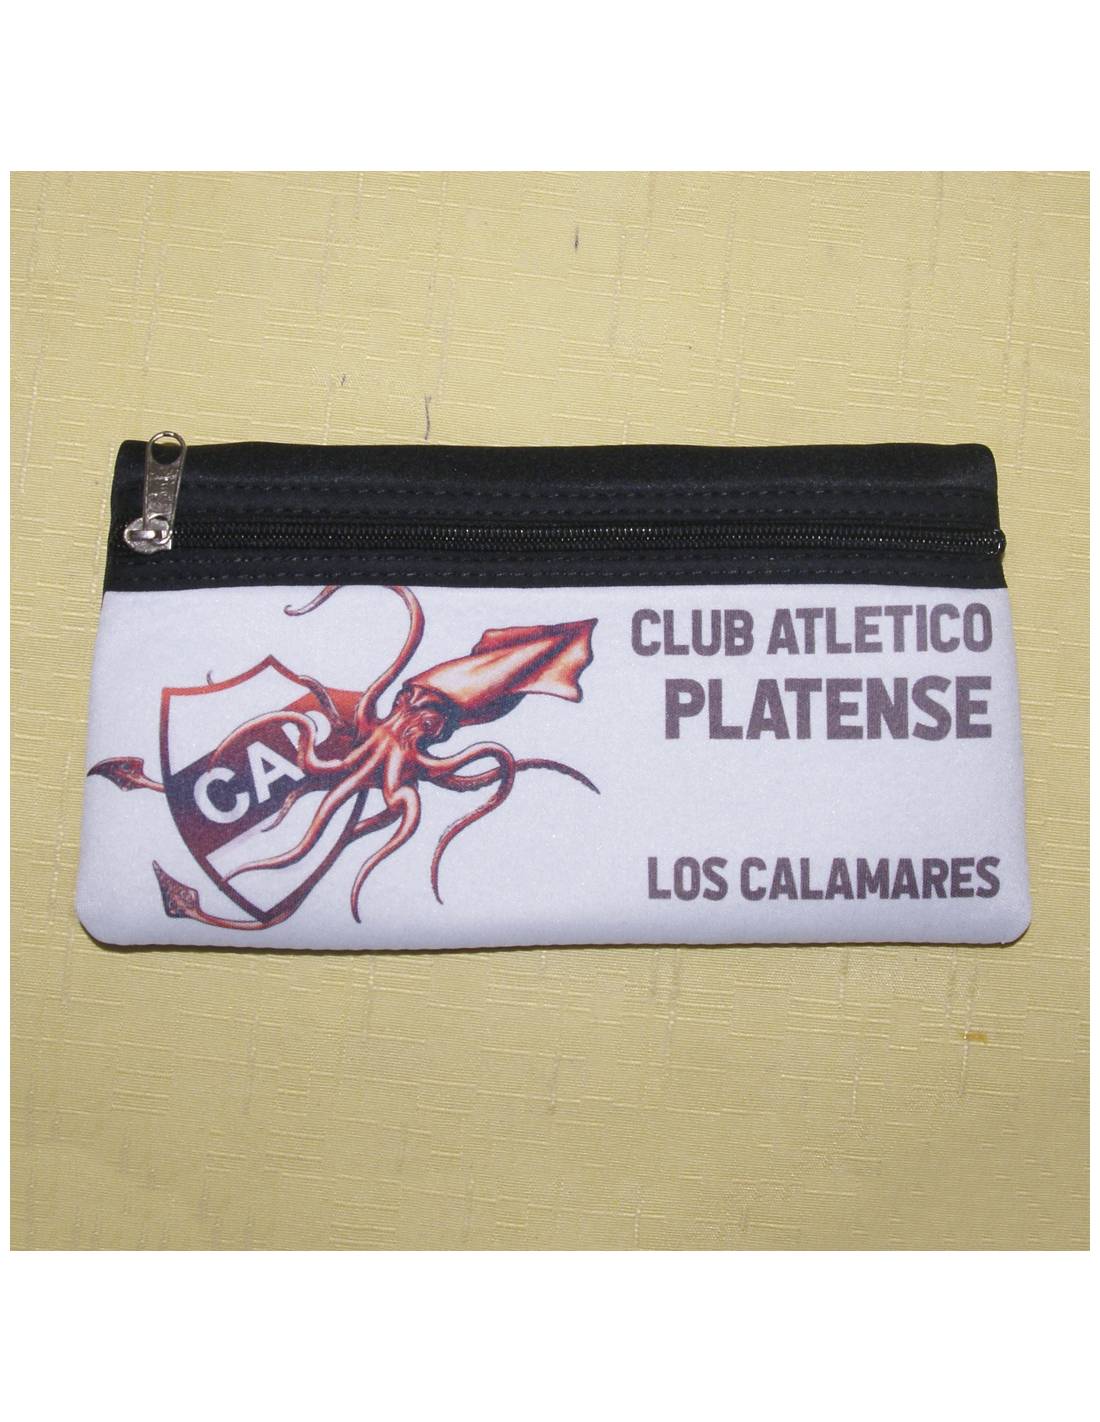 CLUB ATLETICO
PLATENSE
CA
LOS CALAMARES